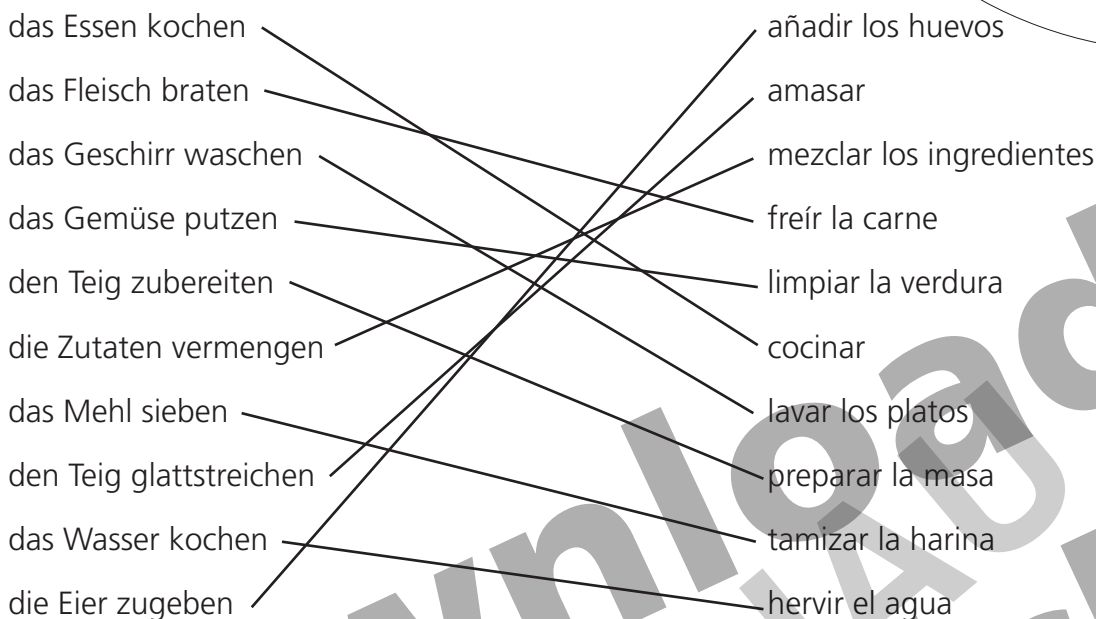 das Essen kochen
das Fleisch braten
das Geschirr waschen
das Gemüse putzen
den Teig zubereiten
die Zutaten vermengen
das Mehl sieben
den Teig glattstreichen
das Wasser kochen
die Eier zugeben
añadir los huevos
amasar
mezclar los ingredientes
freír la carne
limpiar la verdura
cocinar
lavar los platos
preparar la masa
tamizar la harina
hervir el agua